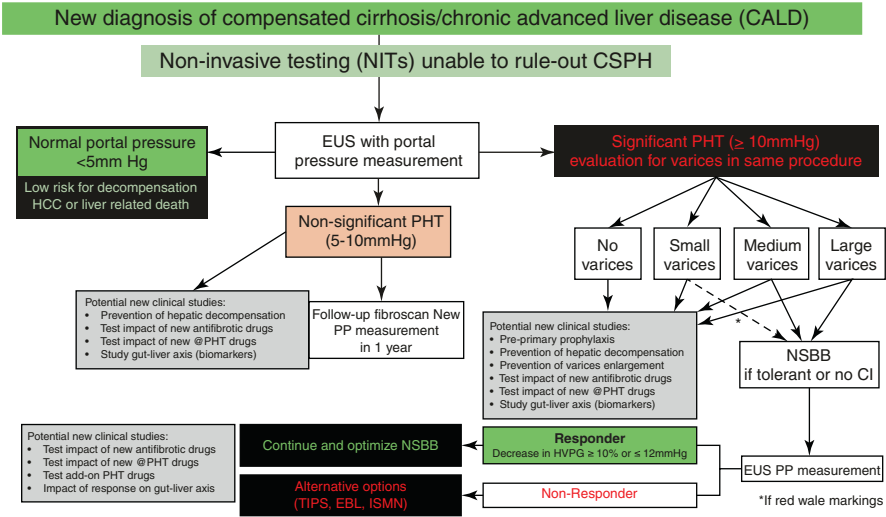 New diagnosis of compensated cirrhosis/chronic advanced liver disease (CALD)
Non-invasive testing (NITs) unable to rule-out CSPH
Normal portal pressure
<5mm Hg
Low risk for decompensation
HCC or liver related death
EUS with portal
pressure measurement
Significant PHT (≥ 10mmHg)
evaluation for varices in same procedure
Non-significant PHT
(5-10mmHg)
No
varices
Small
varices
Medium
varices
Large
varices
Potential new clinical studies:
• Prevention of hepatic decompensation
• Test impact of new antifibrotic drugs
• Test impact of new @PHT drugs
• Study gut-liver axis (biomarkers)
Follow-up fibroscan New
PP measurement
in 1 year
Potential new clinical studies:
• Pre-primary prophylaxis
• Prevention of hepatic decompensation
• Prevention of varices enlargement
• Test impact of new antifibrotic drugs
• Test impact of new @PHT drugs
• Study gut-liver axis (biomarkers)
*
NSBB
if tolerant or no CI
Potential new clinical studies:
• Test impact of new antifibrotic drugs
• Test impact of new @PHT drugs
• Test add-on PHT drugs
• Impact of response on gut-liver axis
Continue and optimize NSBB
Responder
Decrease in HVPG ≥ 10% or ≤ 12mmHg
Alternative options
(TIPS, EBL, ISMN)
Non-Responder
EUS PP measurement
*If red wale markings